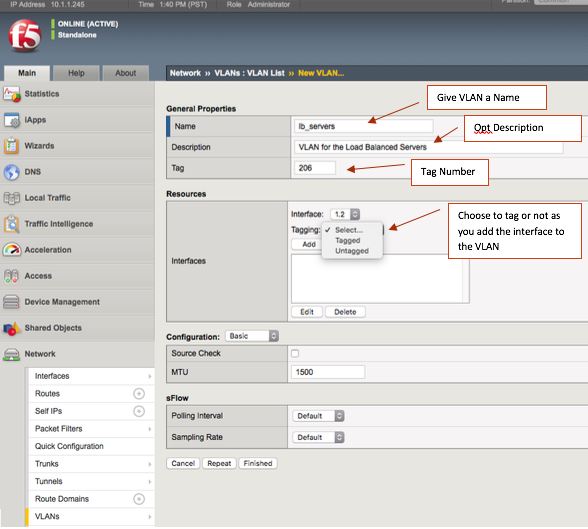 IP Address 10.1.1.245 Time 1:40 PM (PST) Role Administrator Partition: Common
f5
ONLINE (ACTIVE)
Standalone
Main Help About
Network ›› VLANs : VLAN List ›› New VLAN...
Statistics
iApps
Wizards
DNS
Local Traffic
Traffic Intelligence
Acceleration
Access
Device Management
Shared Objects
Network
Interfaces
Routes
Self IPs
Packet Filters
Quick Configuration
Trunks
Tunnels
Route Domains
VLANs
General Properties
Name lb_servers
Description VLAN for the Load Balanced Servers
Tag 206
Give VLAN a Name
Opt Description
Tag Number
Resources
Interfaces
Interface: 1.2
Tagging: ✓ Select...
Tagged
Untagged
Add
Edit Delete
Choose to tag or not as
you add the interface to
the VLAN
Configuration: Basic
Source Check
MTU 1500
sFlow
Polling Interval Default
Sampling Rate Default
Cancel Repeat Finished